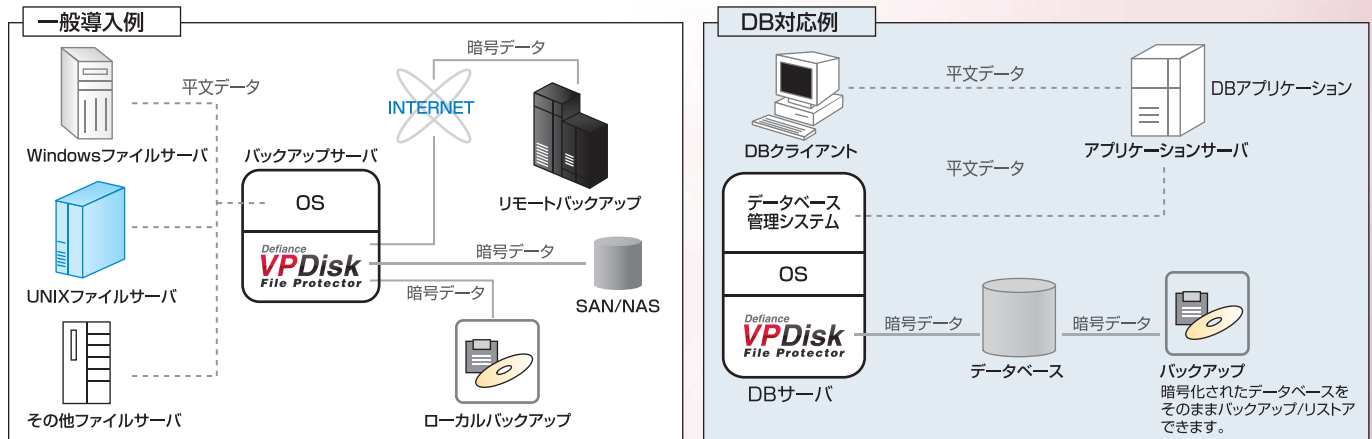 一般導入例
暗号データ
平文データ
INTERNET
Windowsファイルサーバ
バックアップサーバ
OS
リモートバックアップ
Defiance
VPDisk
File Protector
暗号データ
暗号データ
UNIXファイルサーバ
SAN/NAS
その他ファイルサーバ
ローカルバックアップ
DB対応例
平文データ
DBアプリケーション
DBクライアント
アプリケーションサーバ
平文データ
データベース
管理システム
OS
Defiance
VPDisk
File Protector
暗号データ
暗号データ
DBサーバ
データベース
バックアップ
暗号化されたデータベースを
そのままバックアップ/リストア
できます。